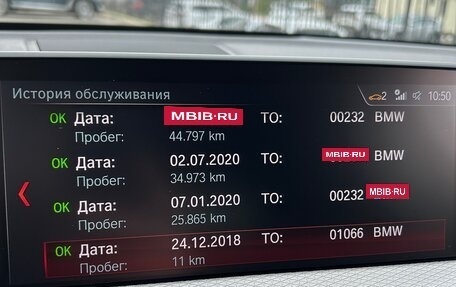 История обслуживания 2 10:50
OK Дата: MBIB.RU ТО: 00232 BMW
Пробег: 44.797 km
OK Дата: 02.07.2020 ТО: MBIB.RU BMW
Пробег: 34.973 km
OK Дата: 07.01.2020 ТО: 00232 MBIB.RU
Пробег: 25.865 km
OK Дата: 24.12.2018 ТО: 01066 BMW
Пробег: 11 km